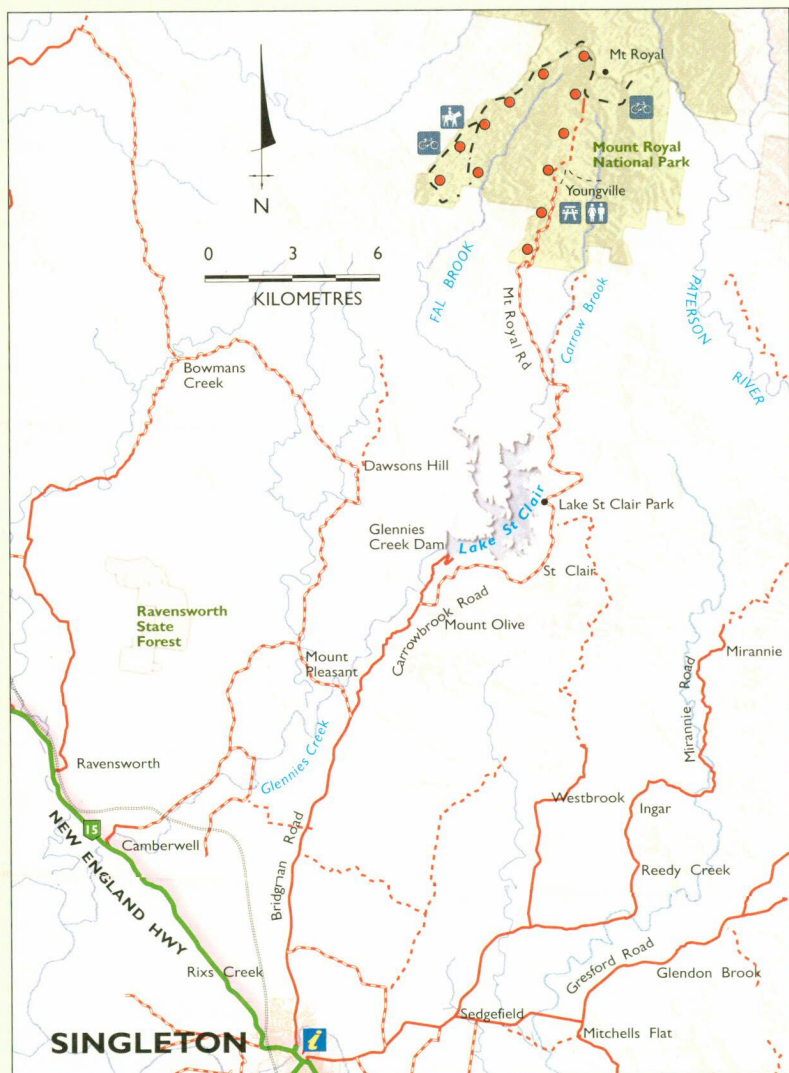 Mt Royal
Mount Royal
National Park
Youngville
N
0 3 6
KILOMETRES
FAL BROOK
Mt Royal Rd
Carrow Brook
PATERSON
RIVER
Bowmans
Creek
Dawsons Hill
Lake St Clair
Lake St Clair Park
Glennies
Creek Dam
St Clair
Carrowbrook Road
Mount Olive
Ravensworth
State
Forest
Mount
Pleasant
Mirannie
Mirannie Road
Glennies Creek
Ravensworth
Westbrook
Ingar
15
NEW ENGLAND HWY
Camberwell
Bridgman Road
Reedy Creek
Rixs Creek
Gresford Road
Glendon Brook
Sedgefield
SINGLETON
i
Mitchells Flat